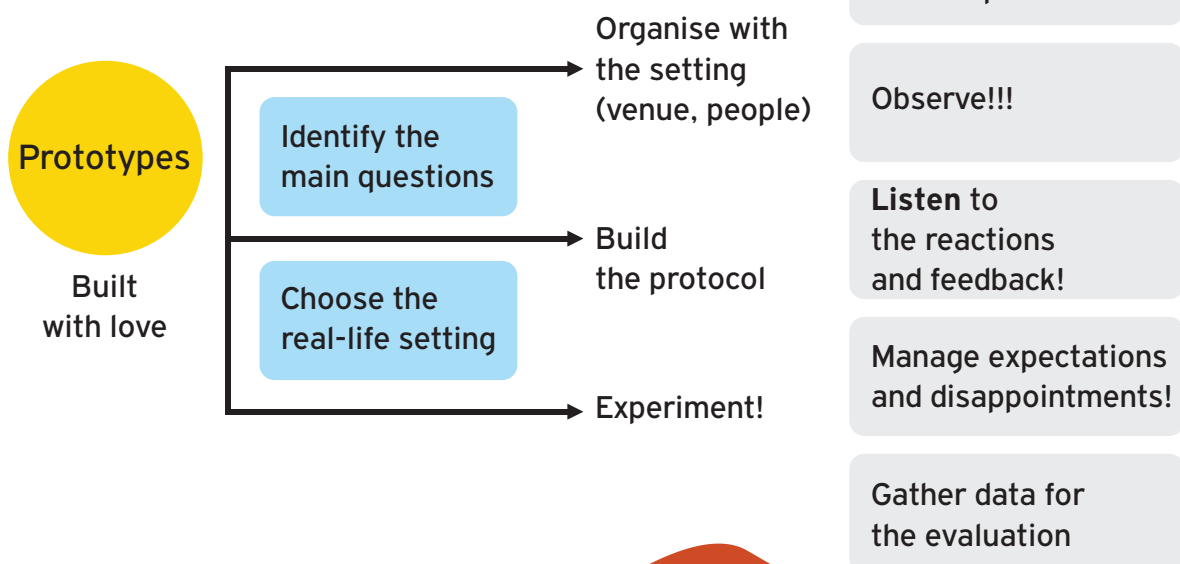 Prototypes
Built
with love
Identify the
main questions
Choose the
real-life setting
Organise with
the setting
(venue, people)
Build
the protocol
Experiment!
Observe!!!
Listen to
the reactions
and feedback!
Manage expectations
and disappointments!
Gather data for
the evaluation